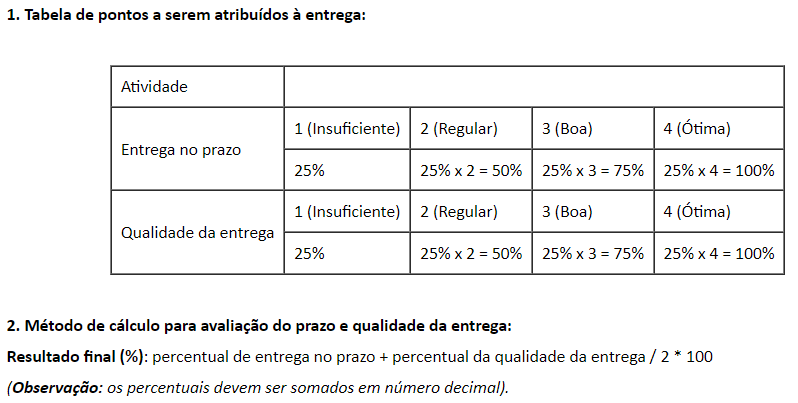 1. Tabela de pontos a serem atribuídos à entrega:
Atividade
Entrega no prazo
1 (Insuficiente) 2 (Regular) 3 (Boa) 4 (Ótima)
25% 25% x 2 = 50% 25% x 3 = 75% 25% x 4 = 100%
Qualidade da entrega
1 (Insuficiente) 2 (Regular) 3 (Boa) 4 (Ótima)
25% 25% x 2 = 50% 25% x 3 = 75% 25% x 4 = 100%
2. Método de cálculo para avaliação do prazo e qualidade da entrega:
Resultado final (%): percentual de entrega no prazo + percentual da qualidade da entrega / 2 * 100
(Observação: os percentuais devem ser somados em número decimal).